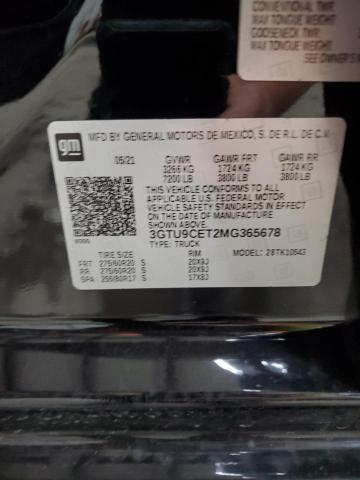 CONVENTIONAL TWR
MAX TONGUE WEIGHT
GOOSENECK TWR
MAX TONGUE WEIGHT
SEE OWNER'S
gm
MFD BY GENERAL MOTORS DE MEXICO, S. DE R.L. DE C.V.
05/21 GVWR GAWR FRT GAWR RR
3266 KG 1724 KG 1724 KG
7200 LB 3800 LB 3800 LB
THIS VEHICLE CONFORMS TO ALL
APPLICABLE U.S. FEDERAL MOTOR
VEHICLE SAFETY STANDARDS IN EFFECT
ON THE DATE OF MANUFACTURE
SHOWN ABOVE.
3GTU9CET2MG365678
TYPE: TRUCK
MODEL: 28TK10543
TIRE SIZE RIM
FRT 275/60R20 S 20X9J
RR 275/60R20 S 20X9J
SPA 255/80R17 S 17X8J